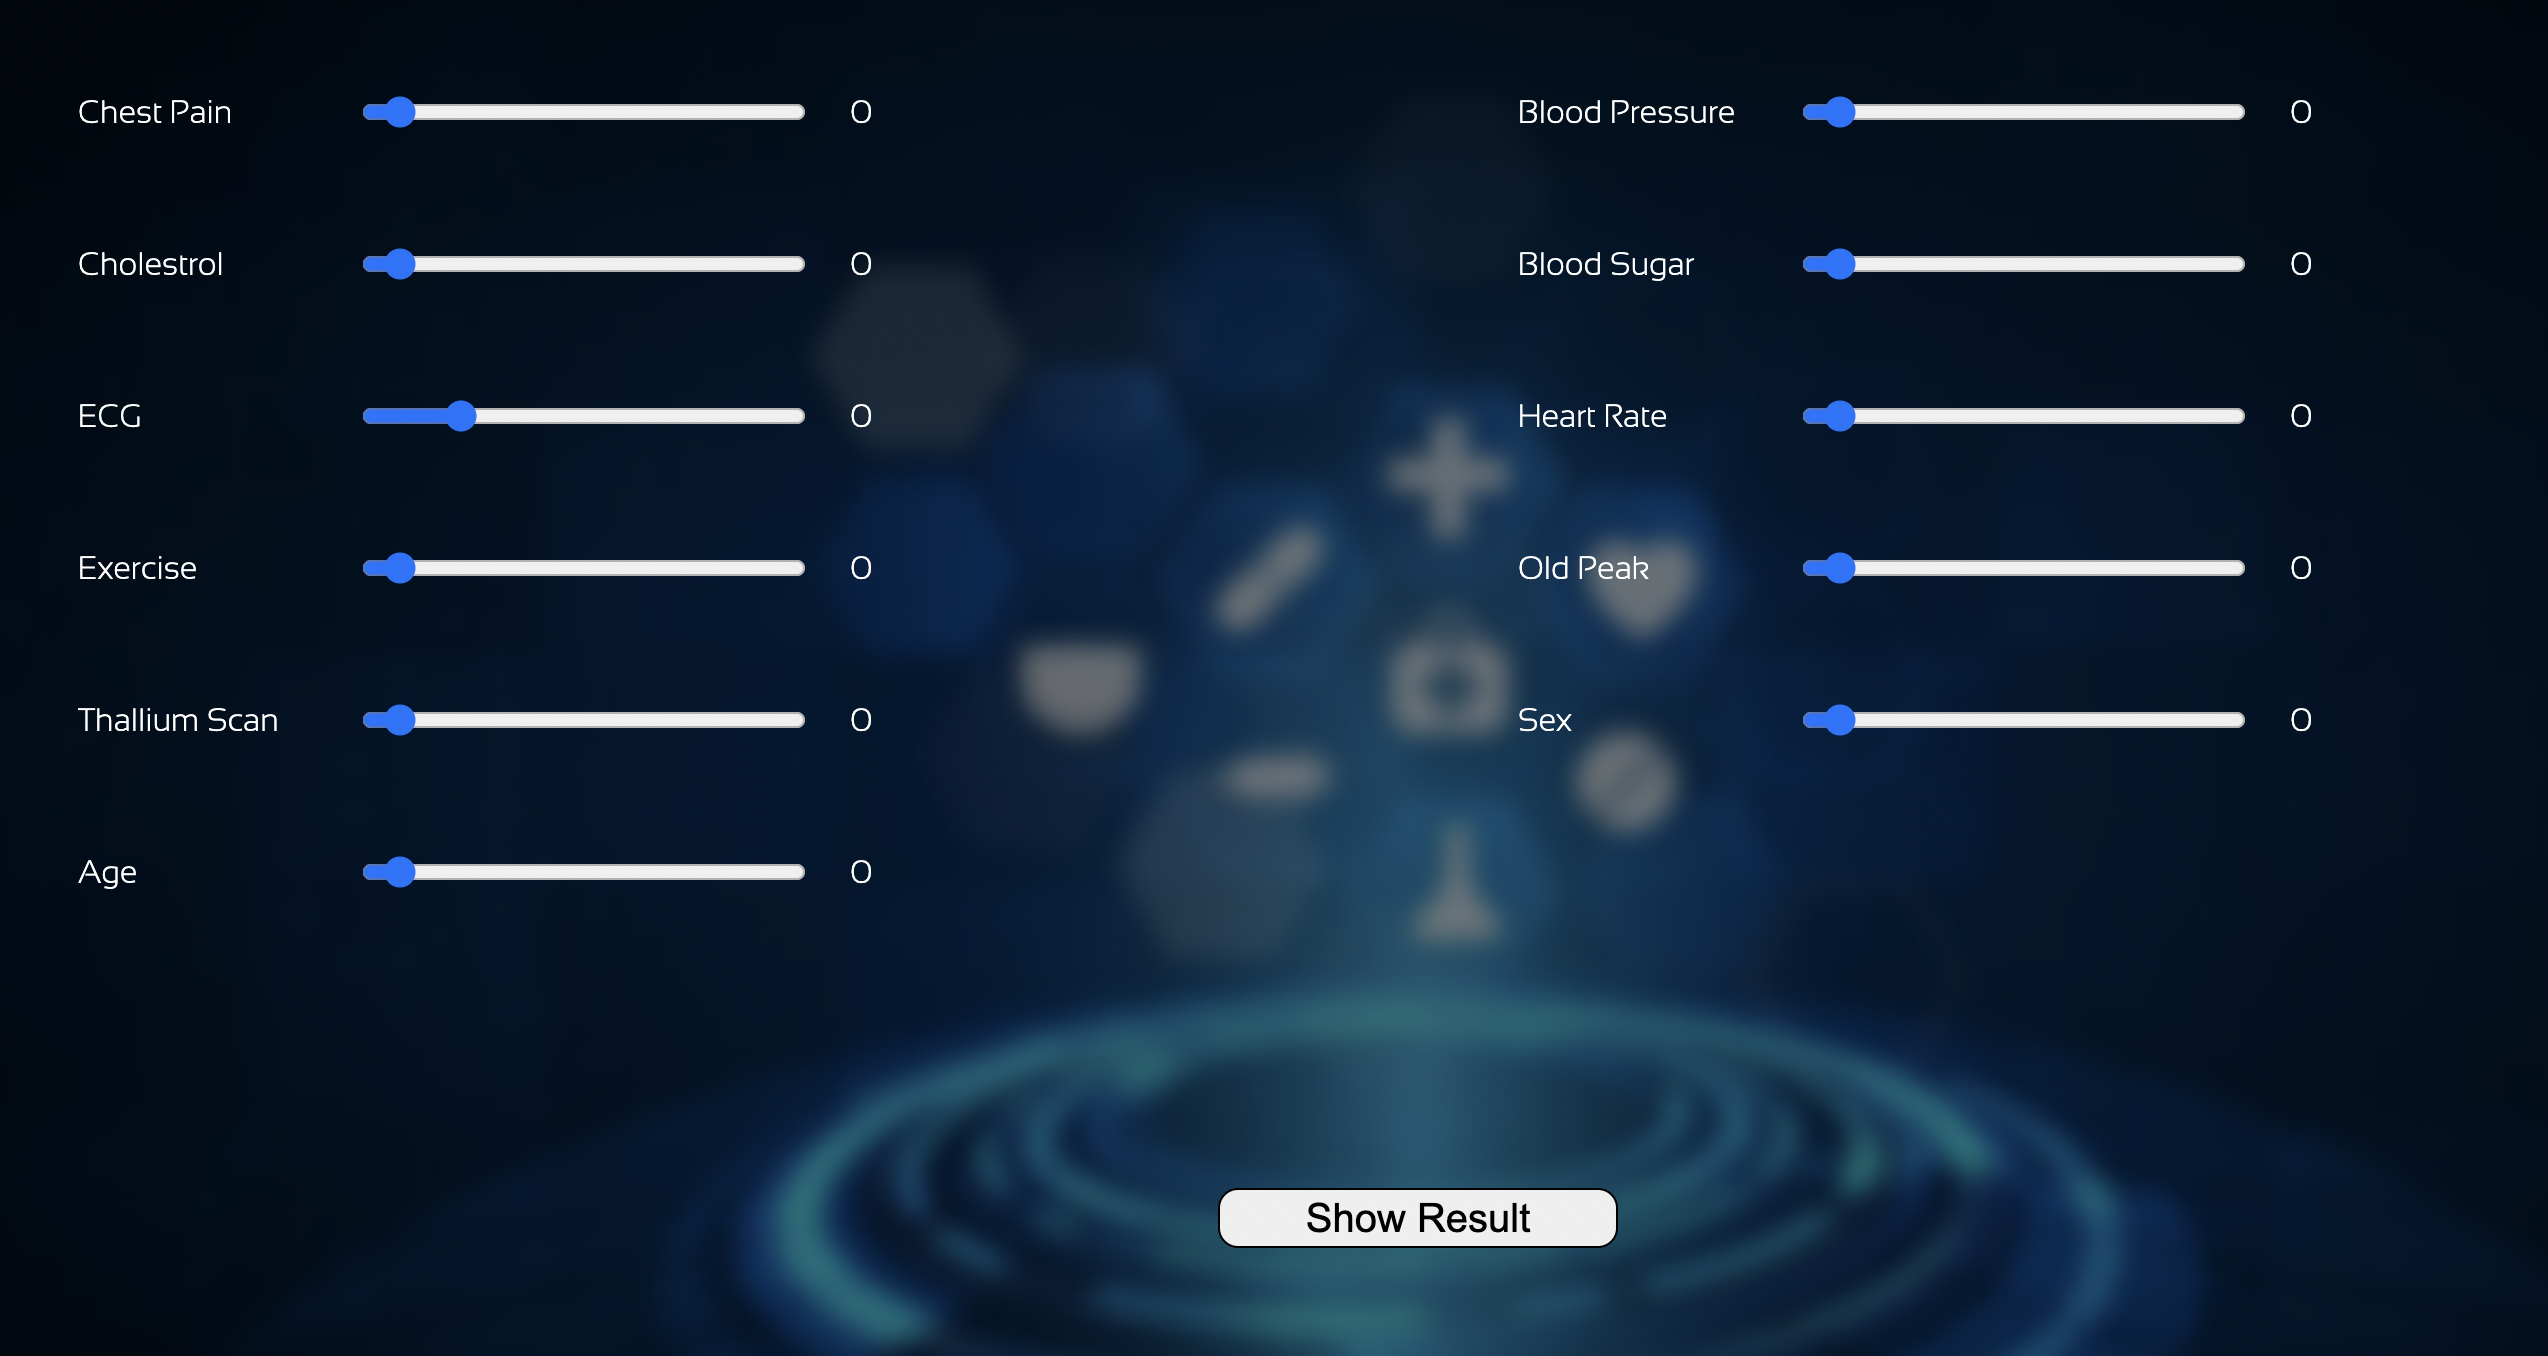 Chest Pain 0
Cholestrol 0
ECG 0
Exercise 0
Thallium Scan 0
Age 0
Blood Pressure 0
Blood Sugar 0
Heart Rate 0
Old Peak 0
Sex 0
Show Result